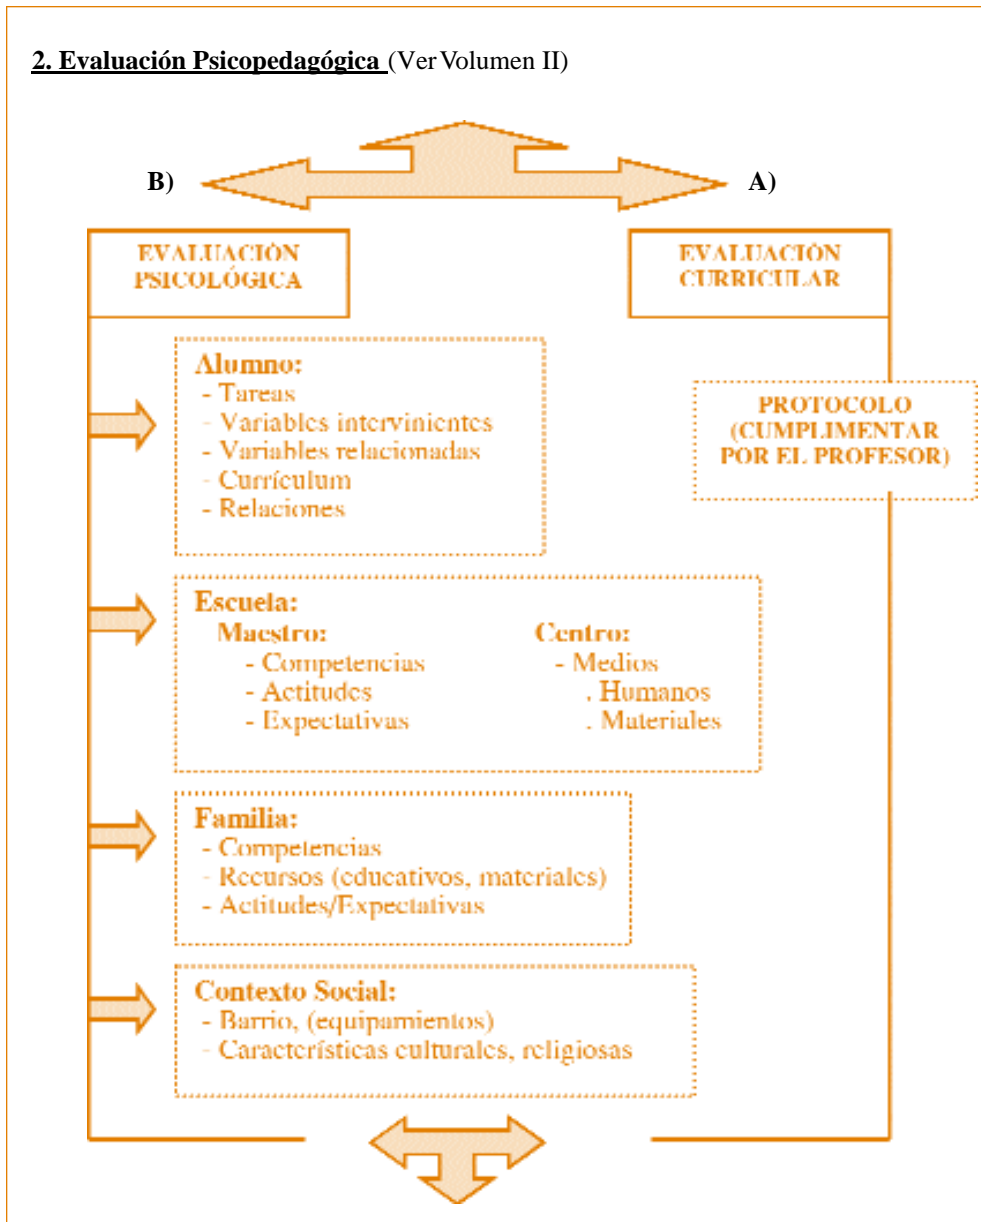 2. Evaluación Psicopedagógica (Ver Volumen II)
B)
A)
EVALUACIÓN
PSICOLÓGICA
EVALUACIÓN
CURRICULAR
Alumno:
- Tareas
- Variables intervinientes
- Variables relacionadas
- Currículum
- Relaciones
PROTOCOLO
(CUMPLIMENTAR
POR EL PROFESOR)
Escuela:
Maestro:
- Competencias
- Actitudes
- Expectativas
Centro:
- Medios
. Humanos
. Materiales
Familia:
- Competencias
- Recursos (educativos, materiales)
- Actitudes/Expectativas
Contexto Social:
- Barrio, (equipamientos)
- Características culturales, religiosas